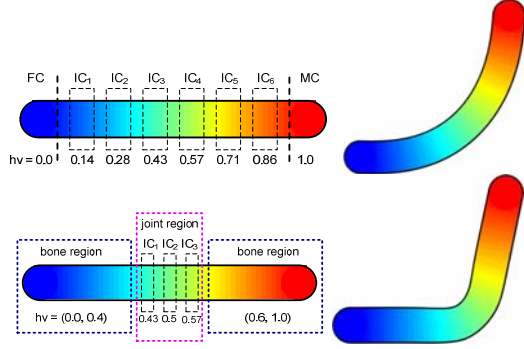 FC IC1 IC2 IC3 IC4 IC5 IC6 MC
hv = 0.0 0.14 0.28 0.43 0.57 0.71 0.86 1.0
joint region
bone region IC1 IC2 IC3 bone region
hv = (0.0, 0.4) 0.43 0.5 0.57 (0.6, 1.0)